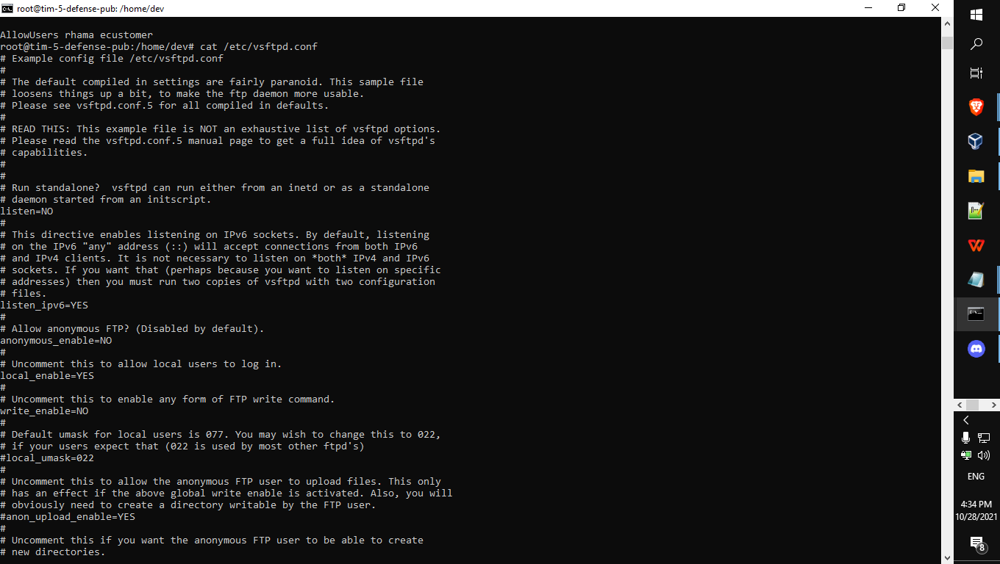 root@tim-5-defense-pub: /home/dev
AllowUsers rhama ecustomer
root@tim-5-defense-pub:/home/dev# cat /etc/vsftpd.conf
# Example config file /etc/vsftpd.conf
#
# The default compiled in settings are fairly paranoid. This sample file
# loosens things up a bit, to make the ftp daemon more usable.
# Please see vsftpd.conf.5 for all compiled in defaults.
#
# READ THIS: This example file is NOT an exhaustive list of vsftpd options.
# Please read the vsftpd.conf.5 manual page to get a full idea of vsftpd's
# capabilities.
#
#
# Run standalone?  vsftpd can run either from an inetd or as a standalone
# daemon started from an initscript.
listen=NO
#
# This directive enables listening on IPv6 sockets. By default, listening
# on the IPv6 "any" address (::) will accept connections from both IPv6
# and IPv4 clients. It is not necessary to listen on *both* IPv4 and IPv6
# sockets. If you want that (perhaps because you want to listen on specific
# addresses) then you must run two copies of vsftpd with two configuration
# files.
listen_ipv6=YES
#
# Allow anonymous FTP? (Disabled by default).
anonymous_enable=NO
#
# Uncomment this to allow local users to log in.
local_enable=YES
#
# Uncomment this to enable any form of FTP write command.
write_enable=NO
#
# Default umask for local users is 077. You may wish to change this to 022,
# if your users expect that (022 is used by most other ftpd's)
#local_umask=022
#
# Uncomment this to allow the anonymous FTP user to upload files. This only
# has an effect if the above global write enable is activated. Also, you will
# obviously need to create a directory writable by the FTP user.
#anon_upload_enable=YES
#
# Uncomment this if you want the anonymous FTP user to be able to create
# new directories.
ENG
4:34 PM
10/28/2021
8